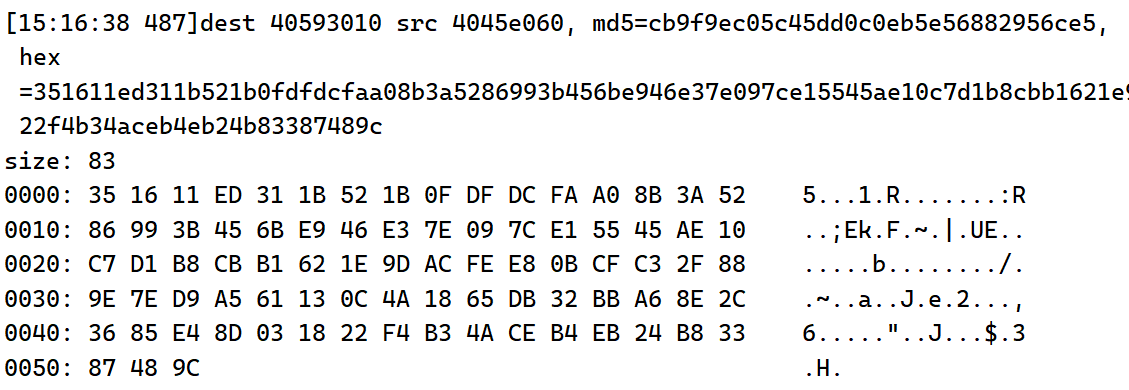 [15:16:38 487]dest 40593010 src 4045e060, md5=cb9f9ec05c45dd0c0eb5e56882956ce5,
hex
=351611ed311b521b0fdfdcfaa08b3a5286993b456be946e37e097ce15545ae10c7d1b8cbb1621e9
22f4b34aceb4eb24b83387489c
size: 83
0000: 35 16 11 ED 31 1B 52 1B 0F DF DC FA A0 8B 3A 52    5...1.R.......:R
0010: 86 99 3B 45 6B E9 46 E3 7E 09 7C E1 55 45 AE 10    ..;Ek.F.~.|.UE..
0020: C7 D1 B8 CB B1 62 1E 9D AC FE E8 0B CF C3 2F 88    .....b......../.
0030: 9E 7E D9 A5 61 13 0C 4A 18 65 DB 32 BB A6 8E 2C    .~..a..J.e.2...,
0040: 36 85 E4 8D 03 18 22 F4 B3 4A CE B4 EB 24 B8 33    6....."..J...$.3
0050: 87 48 9C    .H.